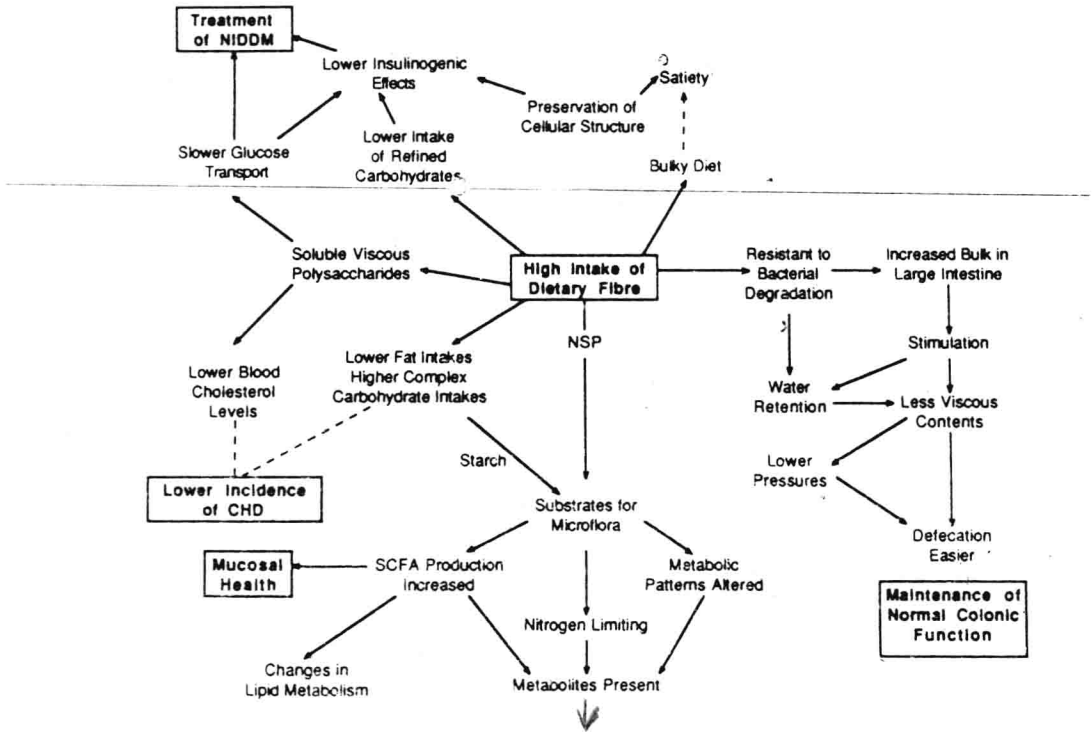 Treatment
of NIDDM
Lower Insulinogenic
Effects
Satiety
Preservation of
Cellular Structure
Lower Intake
of Refined
Carbohydrates
Slower Glucose
Transport
Bulky Diet
Soluble Viscous
Polysaccharides
High Intake of
Dietary Fibre
Resistant to
Bacterial
Degradation
Increased Bulk in
Large Intestine
NSP
Stimulation
Lower Fat Intakes
Higher Complex
Carbohydrate Intakes
Lower Blood
Cholesterol
Levels
Water
Retention
Less Viscous
Contents
Starch
Lower
Pressures
Lower Incidence
of CHD
Substrates for
Microflora
Defecation
Easier
Mucosal
Health
SCFA Production
Increased
Metabolic
Patterns Altered
Maintenance of
Normal Colonic
Function
Nitrogen Limiting
Changes in
Lipid Metabolism
Metabolites Present